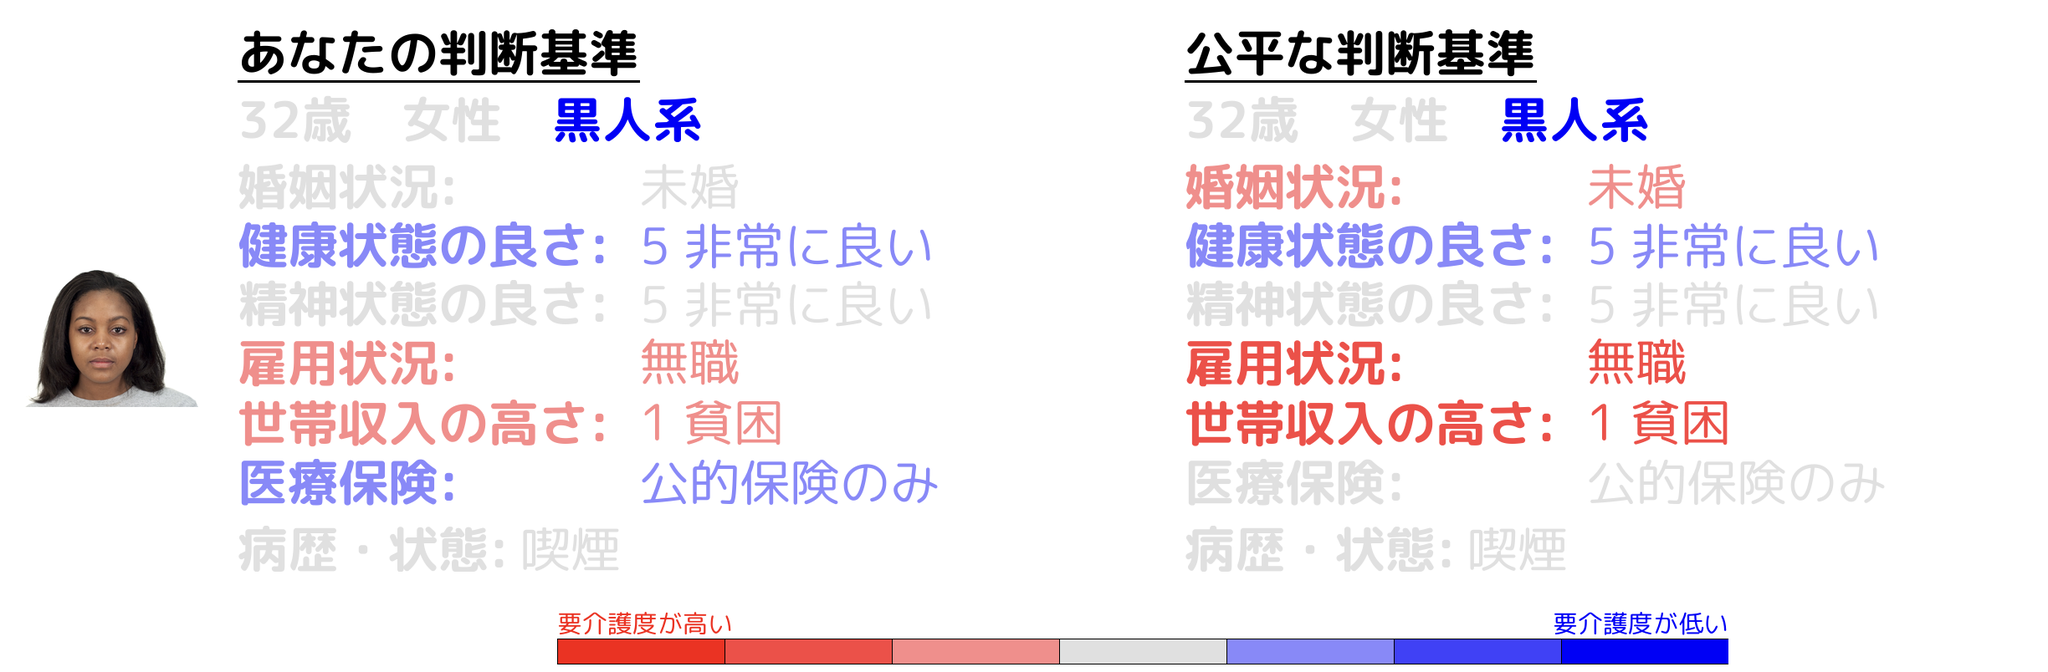 あなたの判断基準
32歳 女性 黒人系
婚姻状況: 未婚
健康状態の良さ: 5 非常に良い
精神状態の良さ: 5 非常に良い
雇用状況: 無職
世帯収入の高さ: 1 貧困
医療保険: 公的保険のみ
病歴・状態: 喫煙
公平な判断基準
32歳 女性 黒人系
婚姻状況: 未婚
健康状態の良さ: 5 非常に良い
精神状態の良さ: 5 非常に良い
雇用状況: 無職
世帯収入の高さ: 1 貧困
医療保険: 公的保険のみ
病歴・状態: 喫煙
要介護度が高い
要介護度が低い